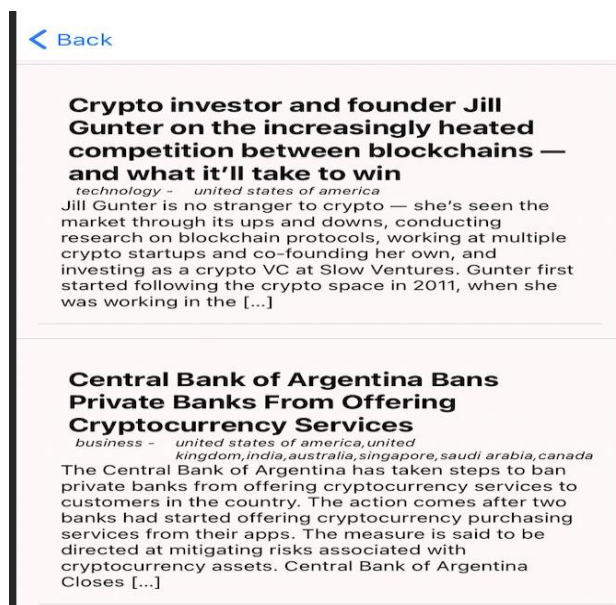 Back
Crypto investor and founder Jill
Gunter on the increasingly heated
competition between blockchains —
and what it’ll take to win
technology - united states of america
Jill Gunter is no stranger to crypto — she’s seen the
market through its ups and downs, conducting
research on blockchain protocols, working at multiple
crypto startups and co-founding her own, and
investing as a crypto VC at Slow Ventures. Gunter first
started following the crypto space in 2011, when she
was working in the [...]
Central Bank of Argentina Bans
Private Banks From Offering
Cryptocurrency Services
business - united states of america,united
kingdom,india,australia,singapore,saudi arabia,canada
The Central Bank of Argentina has taken steps to ban
private banks from offering cryptocurrency services to
customers in the country. The action comes after two
banks had started offering cryptocurrency purchasing
services from their apps. The measure is said to be
directed at mitigating risks associated with
cryptocurrency assets. Central Bank of Argentina
Closes [...]